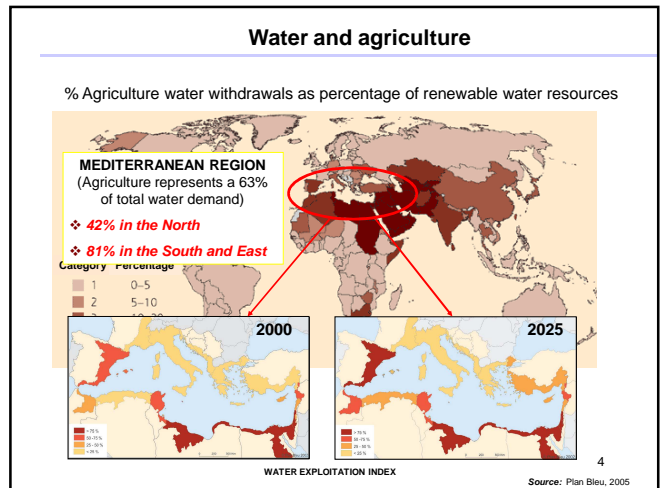 Water and agriculture
% Agriculture water withdrawals as percentage of renewable water resources
MEDITERRANEAN REGION
(Agriculture represents a 63%
of total water demand)
❖ 42% in the North
❖ 81% in the South and East
Category Percentage
1 0–5
2 5–10
2000
2025
> 75 %
50 -75 %
25 - 50 %
< 25 %
> 75 %
50 -75 %
25 - 50 %
< 25 %
WATER EXPLOITATION INDEX
4
Source: Plan Bleu, 2005